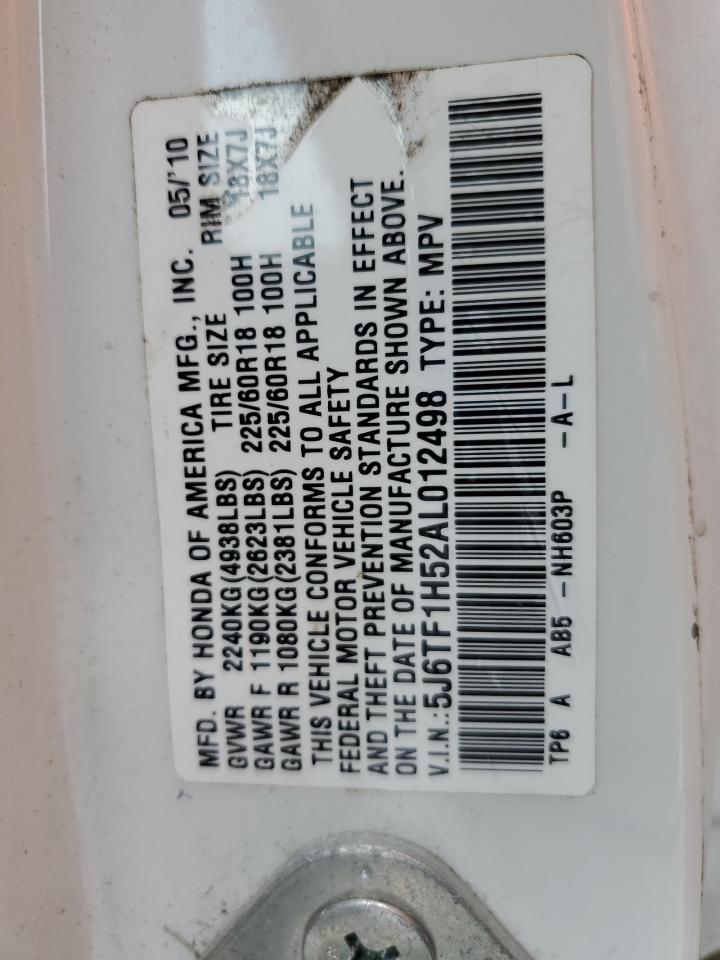 MFD. BY HONDA OF AMERICA MFG., INC. 05/'10
GVWR 2240KG(4938LBS) TIRE SIZE RIM SIZE
GAWR F 1190KG(2623LBS) 225/60R18 100H 18X7J
GAWR R 1080KG(2381LBS) 225/60R18 100H 18X7J
THIS VEHICLE CONFORMS TO ALL APPLICABLE
FEDERAL MOTOR VEHICLE SAFETY
AND THEFT PREVENTION STANDARDS IN EFFECT
ON THE DATE OF MANUFACTURE SHOWN ABOVE.
V.I.N.:5J6TF1H52AL012498 TYPE: MPV
TP6 A AB5 - NH603P -A-L